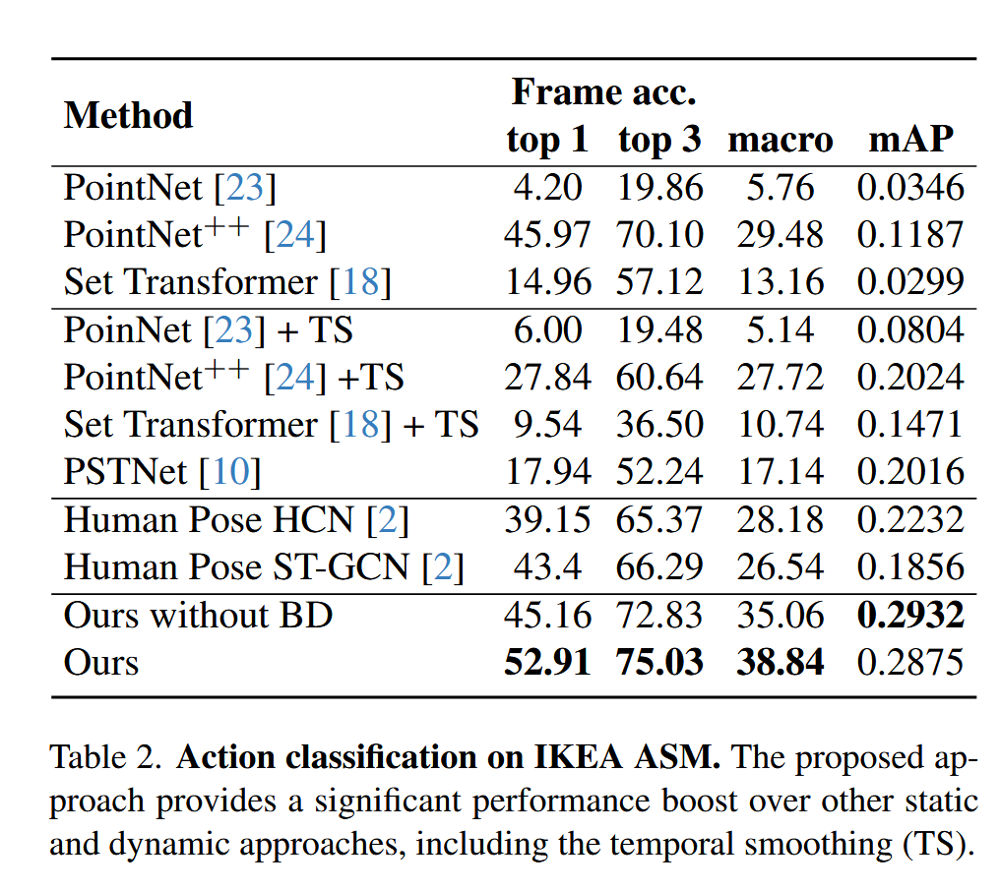 Method Frame acc.
top 1 top 3 macro mAP
PointNet [23] 4.20 19.86 5.76 0.0346
PointNet++ [24] 45.97 70.10 29.48 0.1187
Set Transformer [18] 14.96 57.12 13.16 0.0299
PoinNet [23] + TS 6.00 19.48 5.14 0.0804
PointNet++ [24] +TS 27.84 60.64 27.72 0.2024
Set Transformer [18] + TS 9.54 36.50 10.74 0.1471
PSTNet [10] 17.94 52.24 17.14 0.2016
Human Pose HCN [2] 39.15 65.37 28.18 0.2232
Human Pose ST-GCN [2] 43.4 66.29 26.54 0.1856
Ours without BD 45.16 72.83 35.06 0.2932
Ours 52.91 75.03 38.84 0.2875
Table 2. Action classification on IKEA ASM. The proposed ap-
proach provides a significant performance boost over other static
and dynamic approaches, including the temporal smoothing (TS).